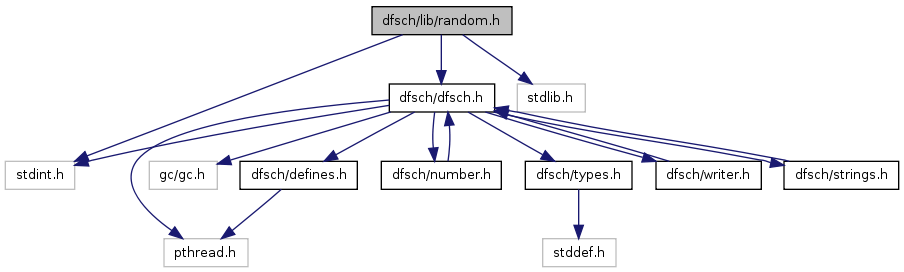 dfsch/lib/random.h
dfsch/dfsch.h
stdlib.h
stdint.h
gc/gc.h
dfsch/defines.h
dfsch/number.h
dfsch/types.h
dfsch/writer.h
dfsch/strings.h
pthread.h
stddef.h